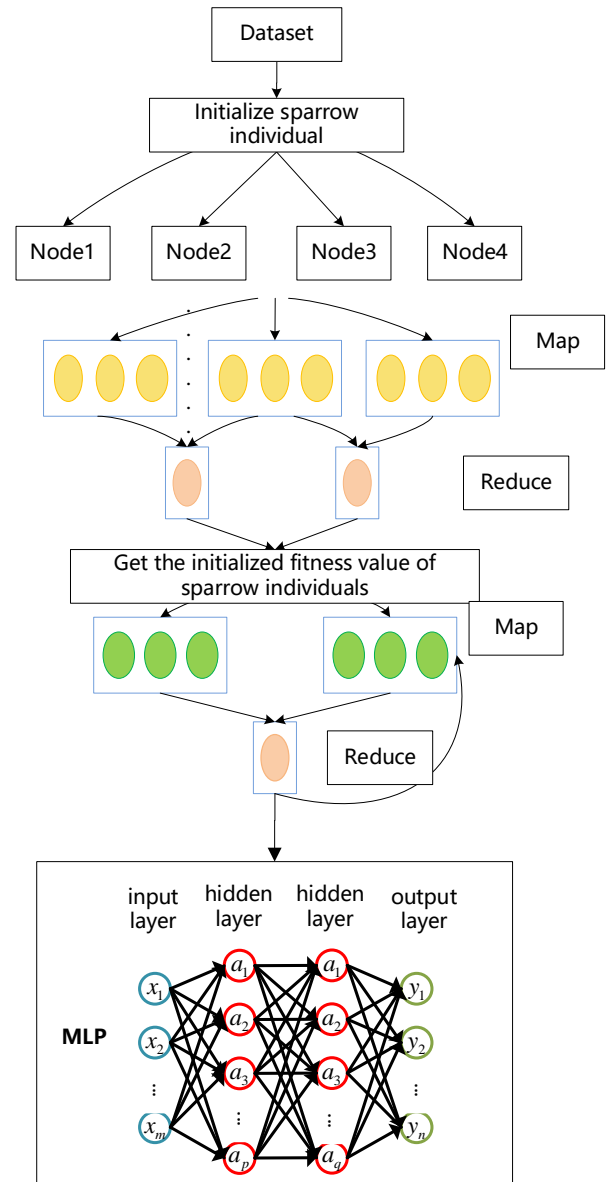 Dataset
Initialize sparrow
individual
Node1
Node2
Node3
Node4
Map
Reduce
Get the initialized fitness value of
sparrow individuals
Map
Reduce
input
layer
hidden
layer
hidden
layer
output
layer
MLP
x₁
x₂
⋮
xₘ
a₁
a₂
a₃
⋮
aₚ
a₁
a₂
a₃
⋮
a_q
y₁
y₂
⋮
yₙ